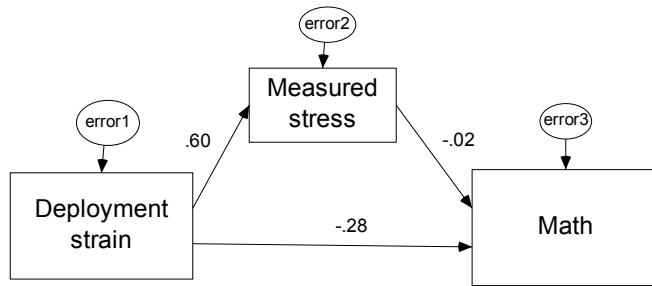 error2
Measured
stress
error1
error3
.60
-.02
Deployment
strain
-.28
Math